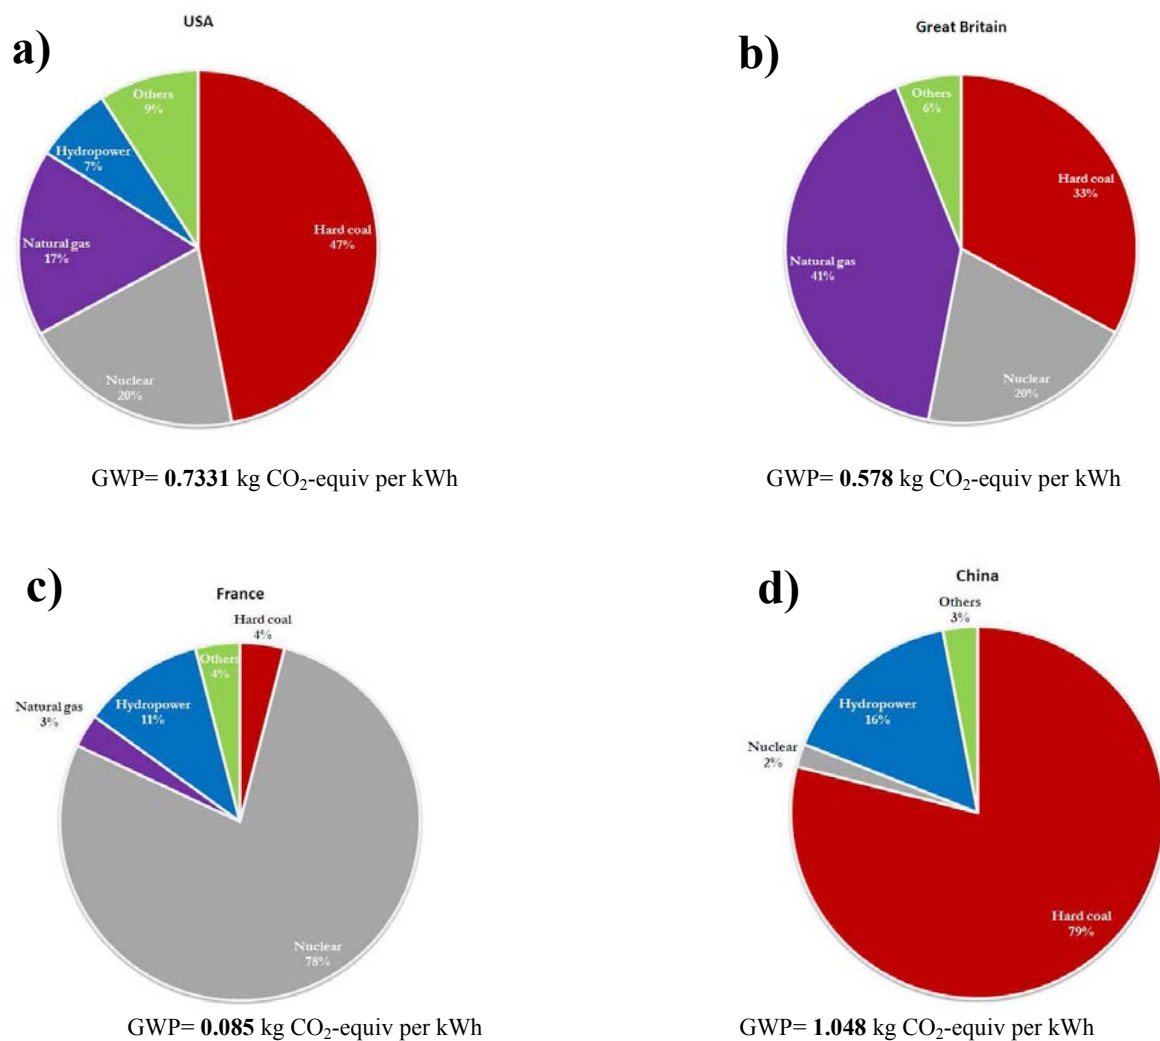 USA
a)
Others
9%
Hydropower
7%
Natural gas
17%
Hard coal
47%
Nuclear
20%
GWP= 0.7331 kg CO₂-equiv per kWh
Great Britain
b)
Others
6%
Hard coal
33%
Natural gas
41%
Nuclear
20%
GWP= 0.578 kg CO₂-equiv per kWh
c)
France
Hard coal
4%
Others
4%
Hydropower
11%
Natural gas
3%
Nuclear
78%
GWP= 0.085 kg CO₂-equiv per kWh
China
d)
Others
3%
Hydropower
16%
Nuclear
2%
Hard coal
79%
GWP= 1.048 kg CO₂-equiv per kWh